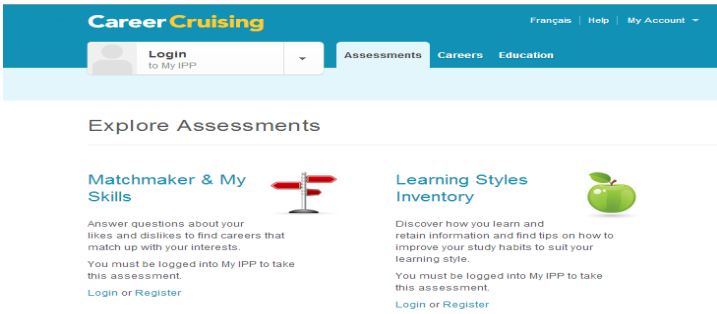 Career Cruising
Français | Help | My Account
Login
to My IPP
Assessments Careers Education
Explore Assessments
Matchmaker & My
Skills
Answer questions about your
likes and dislikes to find careers that
match up with your interests.
You must be logged into My IPP to take
this assessment.
Login or Register
Learning Styles
Inventory
Discover how you learn and
retain information and find tips on how to
improve your study habits to suit your
learning style.
You must be logged into My IPP to take
this assessment.
Login or Register